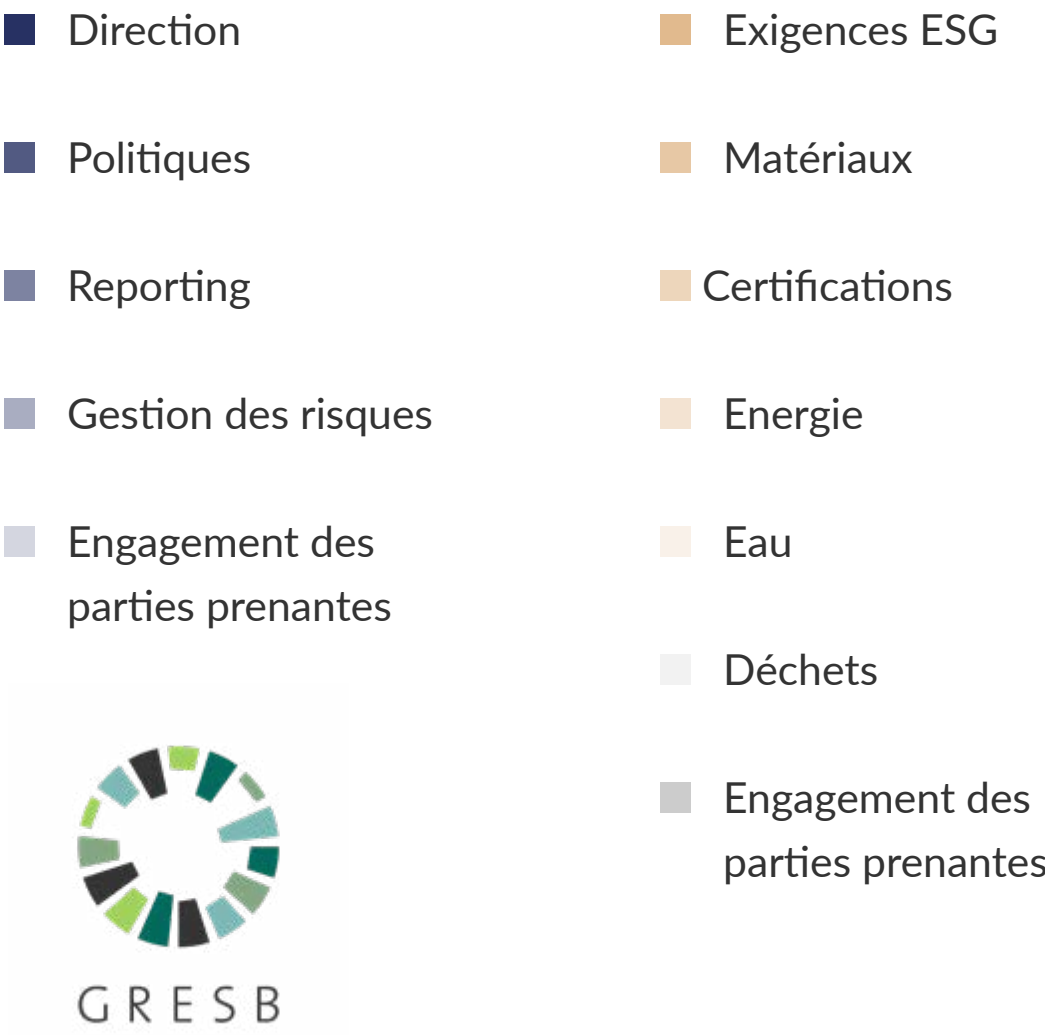 Direction
Politiques
Reporting
Gestion des risques
Engagement des
parties prenantes
GRESB
Exigences ESG
Matériaux
Certifications
Energie
Eau
Déchets
Engagement des
parties prenantes